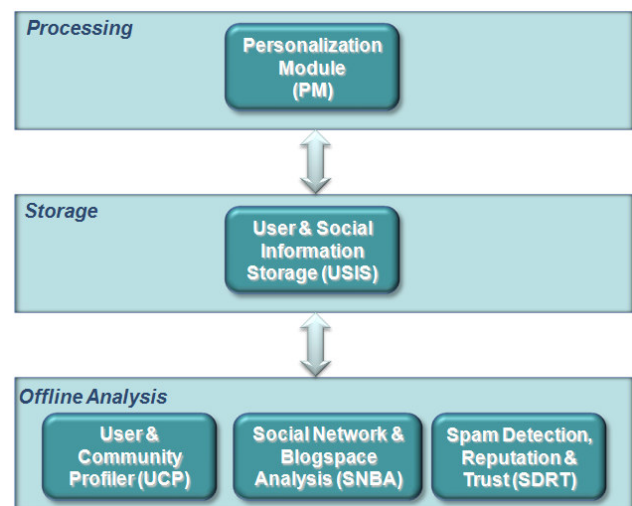 Processing
Personalization
Module
(PM)
Storage
User & Social
Information
Storage (USIS)
Offline Analysis
User &
Community
Profiler (UCP)
Social Network &
Blogspace
Analysis (SNBA)
Spam Detection,
Reputation &
Trust (SDRT)